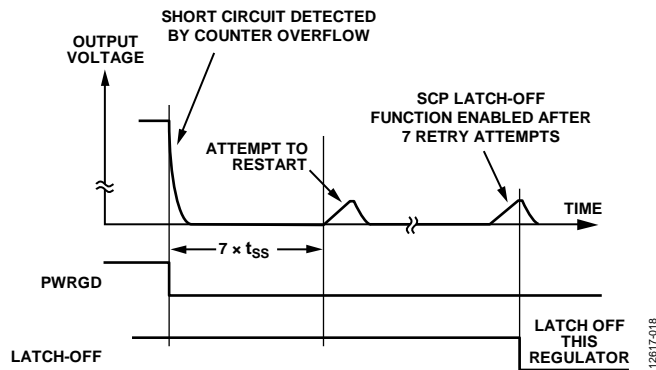 SHORT CIRCUIT DETECTED
BY COUNTER OVERFLOW
OUTPUT
VOLTAGE
SCP LATCH-OFF
FUNCTION ENABLED AFTER
7 RETRY ATTEMPTS
ATTEMPT TO
RESTART
TIME
7 × tSS
PWRGD
LATCH-OFF
LATCH OFF
THIS
REGULATOR
12617-018